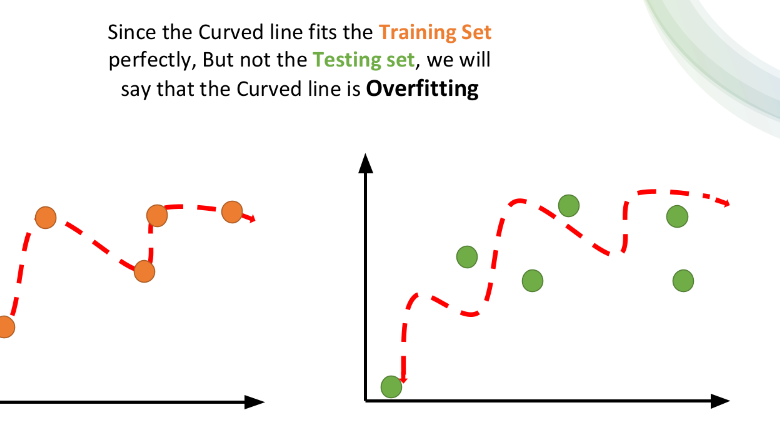 Since the Curved line fits the Training Set
perfectly, But not the Testing set, we will
say that the Curved line is Overfitting